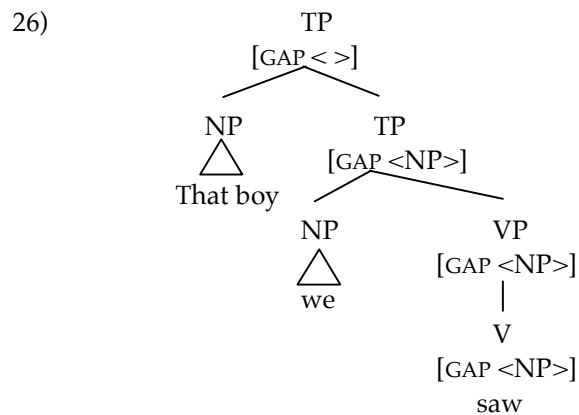 26) TP
[GAP < >]
NP TP
[GAP <NP>]
That boy
NP VP
[GAP <NP>]
we
V
[GAP <NP>]
saw